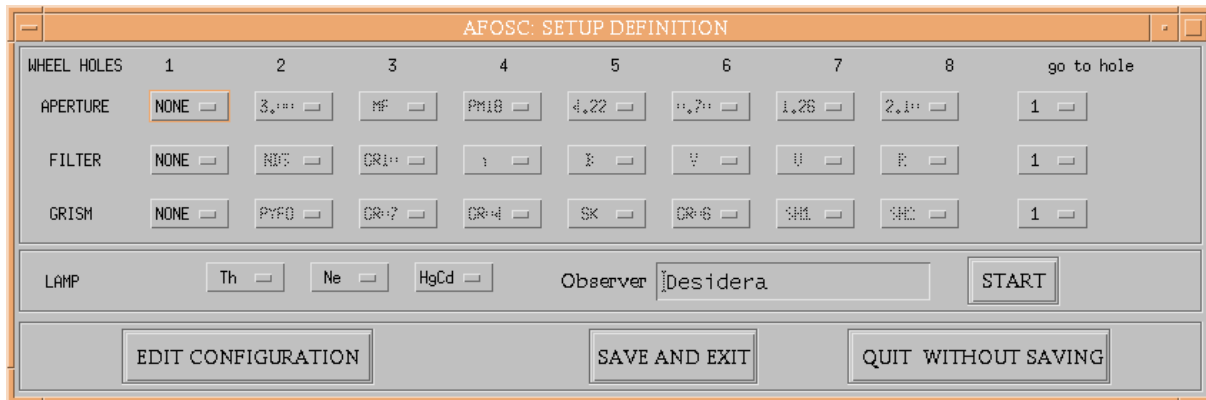 AFOSC: SETUP DEFINITION
WHEEL HOLES 1 2 3 4 5 6 7 8 go to hole
APERTURE NONE MF PM18 4.22 1.26 1
FILTER NONE V U R 1
GRISM NONE SK SH1 1
LAMP Th Ne HgCd Observer Desidera START
EDIT CONFIGURATION SAVE AND EXIT QUIT WITHOUT SAVING